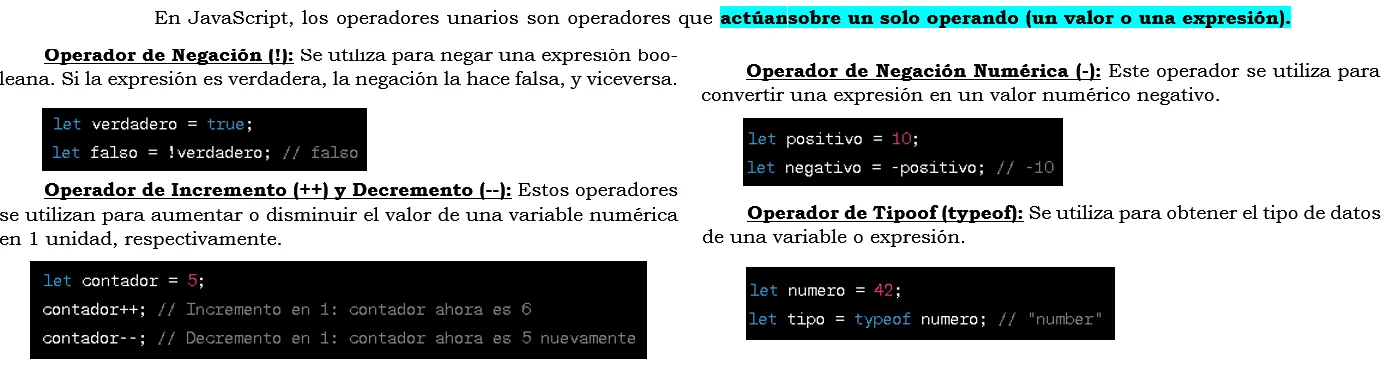 En JavaScript, los operadores unarios son operadores que actúansobre un solo operando (un valor o una expresión).
Operador de Negación (!): Se utiliza para negar una expresión boo-
leana. Si la expresión es verdadera, la negación la hace falsa, y viceversa.
let verdadero = true;
let falso = !verdadero; // falso
Operador de Incremento (++) y Decremento (--): Estos operadores
se utilizan para aumentar o disminuir el valor de una variable numérica
en 1 unidad, respectivamente.
let contador = 5;
contador++; // Incremento en 1: contador ahora es 6
contador--; // Decremento en 1: contador ahora es 5 nuevamente
Operador de Negación Numérica (-): Este operador se utiliza para
convertir una expresión en un valor numérico negativo.
let positivo = 10;
let negativo = -positivo; // -10
Operador de Tipoof (typeof): Se utiliza para obtener el tipo de datos
de una variable o expresión.
let numero = 42;
let tipo = typeof numero; // "number"